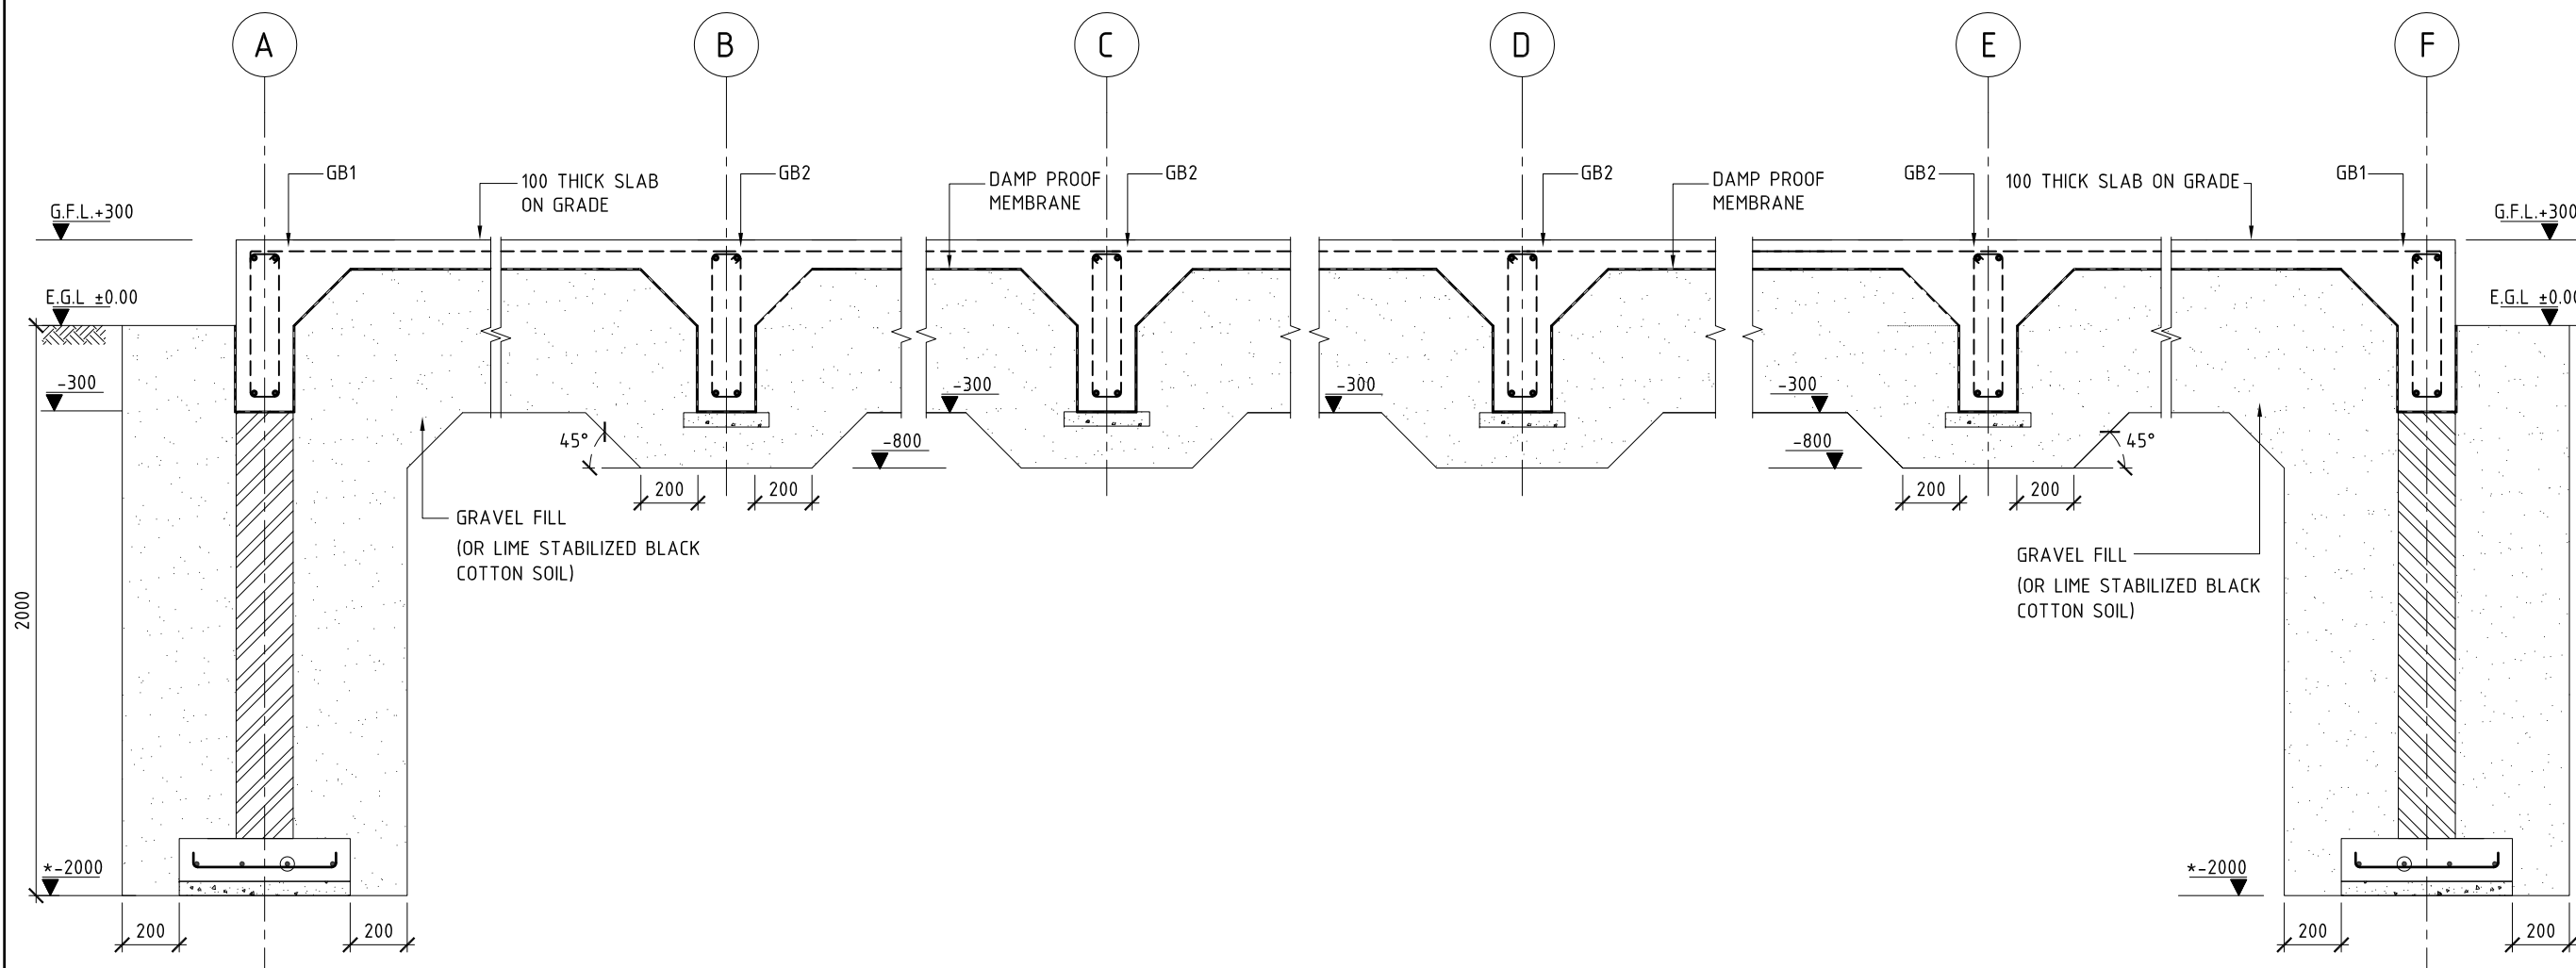 A
B
C
D
E
F
GB1
100 THICK SLAB
ON GRADE
GB2
DAMP PROOF
MEMBRANE
GB2
GB2
DAMP PROOF
MEMBRANE
GB2
100 THICK SLAB ON GRADE
GB1
G.F.L.+300
G.F.L.+300
E.G.L ±0.00
E.G.L ±0.00
-300
-300
-300
-300
45°
-800
-800
45°
200
200
200
200
GRAVEL FILL
(OR LIME STABILIZED BLACK
COTTON SOIL)
GRAVEL FILL
(OR LIME STABILIZED BLACK
COTTON SOIL)
2000
*-2000
*-2000
200
200
200
200